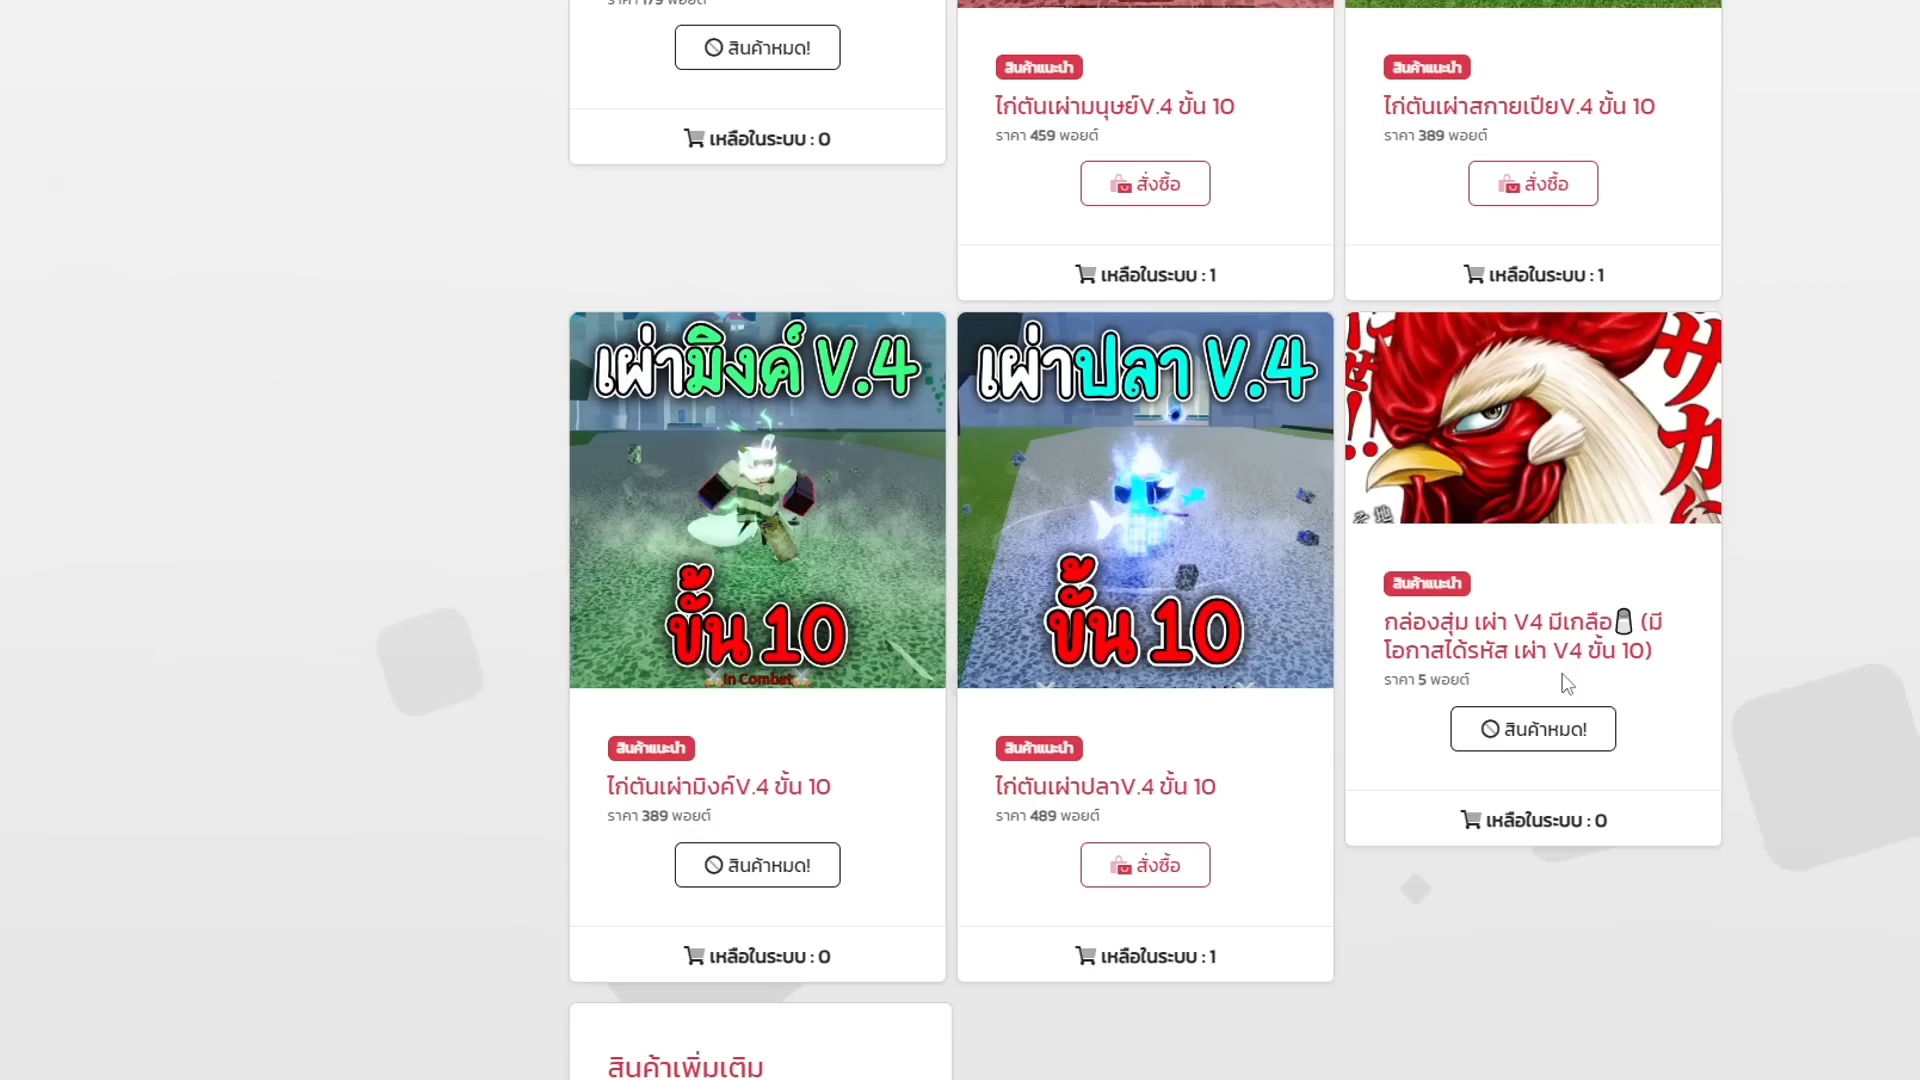 ราคา 179 พอยต์
สินค้าหมด!
เหลือในระบบ : 0
สินค้าแนะนำ
ไก่ตันเผ่ามนุษย์V.4 ขั้น 10
ราคา 459 พอยต์
สั่งซื้อ
เหลือในระบบ : 1
สินค้าแนะนำ
ไก่ตันเผ่าสกายเปียV.4 ขั้น 10
ราคา 389 พอยต์
สั่งซื้อ
เหลือในระบบ : 1
เผ่ามิงค์ V.4
ขั้น 10
In Combat
สินค้าแนะนำ
ไก่ตันเผ่ามิงค์V.4 ขั้น 10
ราคา 389 พอยต์
สินค้าหมด!
เหลือในระบบ : 0
เผ่าปลา V.4
ขั้น 10
สินค้าแนะนำ
ไก่ตันเผ่าปลาV.4 ขั้น 10
ราคา 489 พอยต์
สั่งซื้อ
เหลือในระบบ : 1
サカ
せ!!
สินค้าแนะนำ
กล่องสุ่ม เผ่า V4 มีเกลือ🧂 (มี
โอกาสได้รหัส เผ่า V4 ขั้น 10)
ราคา 5 พอยต์
สินค้าหมด!
เหลือในระบบ : 0
สินค้าเพิ่มเติม